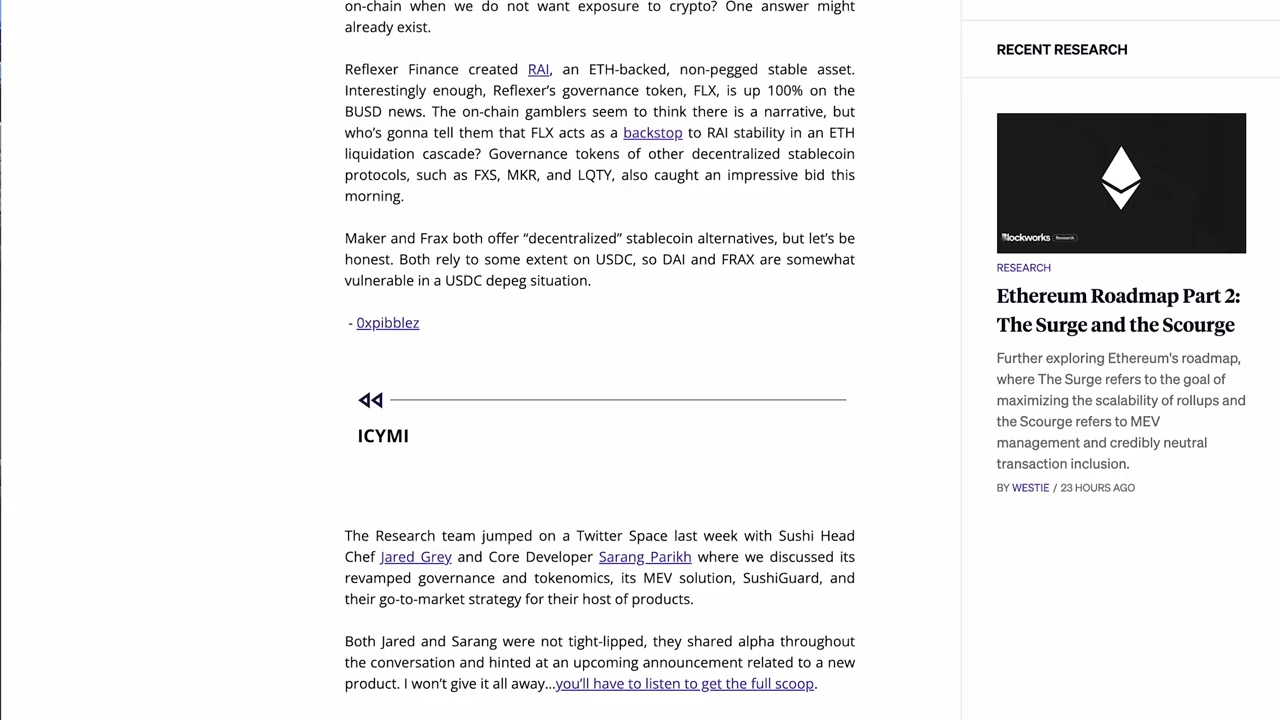 on-chain when we do not want exposure to crypto? One answer might
already exist.
Reflexer Finance created RAI, an ETH-backed, non-pegged stable asset.
Interestingly enough, Reflexer’s governance token, FLX, is up 100% on the
BUSD news. The on-chain gamblers seem to think there is a narrative, but
who’s gonna tell them that FLX acts as a backstop to RAI stability in an ETH
liquidation cascade? Governance tokens of other decentralized stablecoin
protocols, such as FXS, MKR, and LQTY, also caught an impressive bid this
morning.
Maker and Frax both offer “decentralized” stablecoin alternatives, but let’s be
honest. Both rely to some extent on USDC, so DAI and FRAX are somewhat
vulnerable in a USDC depeg situation.
- 0xpibblez
ICYMI
The Research team jumped on a Twitter Space last week with Sushi Head
Chef Jared Grey and Core Developer Sarang Parikh where we discussed its
revamped governance and tokenomics, its MEV solution, SushiGuard, and
their go-to-market strategy for their host of products.
Both Jared and Sarang were not tight-lipped, they shared alpha throughout
the conversation and hinted at an upcoming announcement related to a new
product. I won’t give it all away...you’ll have to listen to get the full scoop.
RECENT RESEARCH
Blockworks Research
RESEARCH
Ethereum Roadmap Part 2:
The Surge and the Scourge
Further exploring Ethereum's roadmap,
where The Surge refers to the goal of
maximizing the scalability of rollups and
the Scourge refers to MEV
management and credibly neutral
transaction inclusion.
BY WESTIE / 23 HOURS AGO